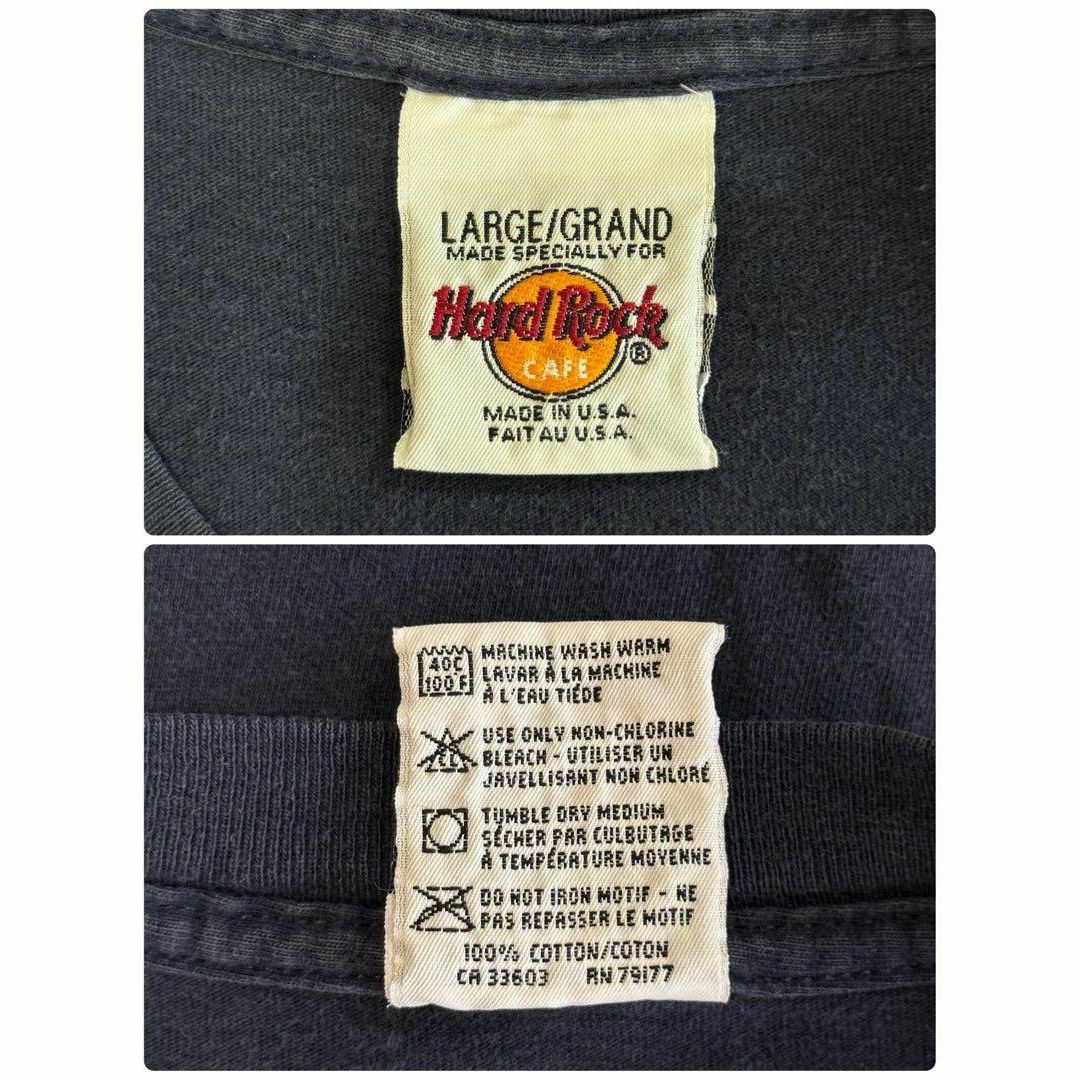 LARGE/GRAND
MADE SPECIALLY FOR
Hard Rock
CAFE
®
MADE IN U.S.A.
FAIT AU U.S.A.
40C
100F
MACHINE WASH WARM
LAVAR À LA MACHINE
À L'EAU TIÉDE
CL
USE ONLY NON-CHLORINE
BLEACH - UTILISER UN
JAVELLISANT NON CHLORÉ
TUMBLE DRY MEDIUM
SÉCHER PAR CULBUTAGE
À TEMPÉRATURE MOYENNE
DO NOT IRON MOTIF - NE
PAS REPASSER LE MOTIF
100% COTTON/COTON
CA 33603 RN 79177